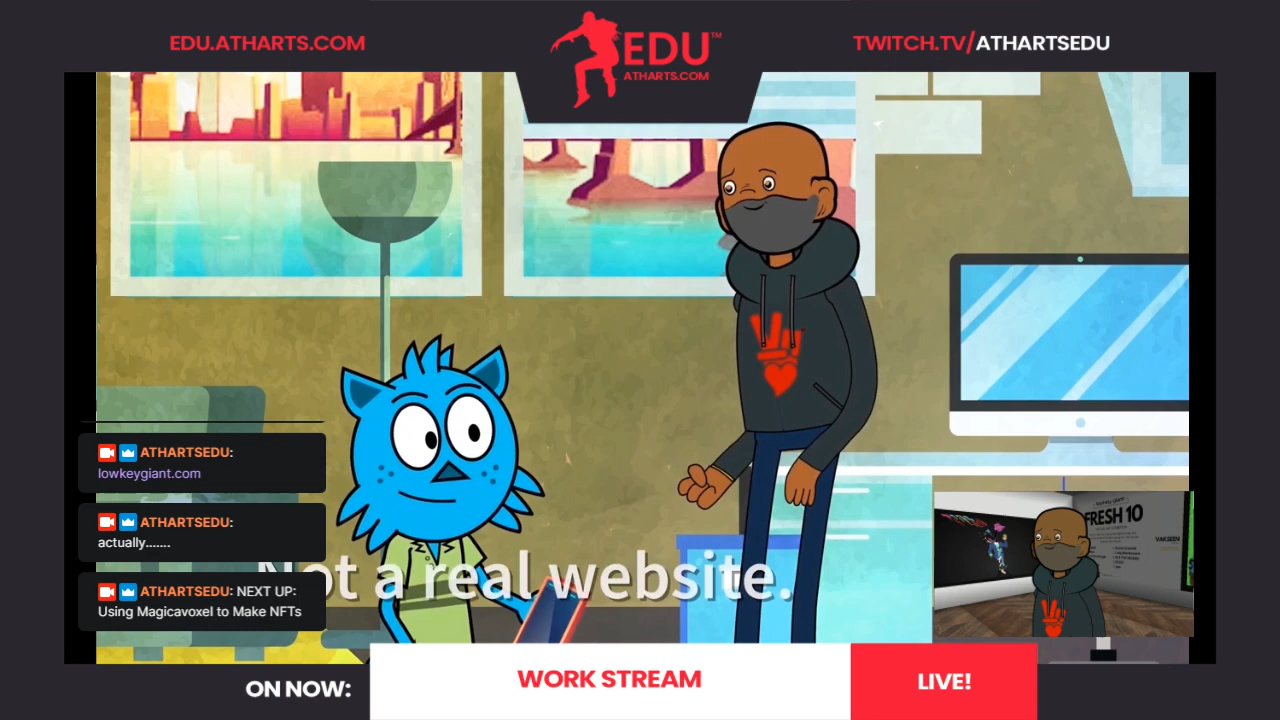 EDU.ATHARTS.COM
EDU™
ATHARTS.COM
TWITCH.TV/ATHARTSEDU
ATHARTSEDU:
lowkeygiant.com
ATHARTSEDU:
actually.......
ATHARTSEDU: NEXT UP:
Using Magicavoxel to Make NFTs
Not a real website.
FRESH 10
ON NOW:
WORK STREAM
LIVE!